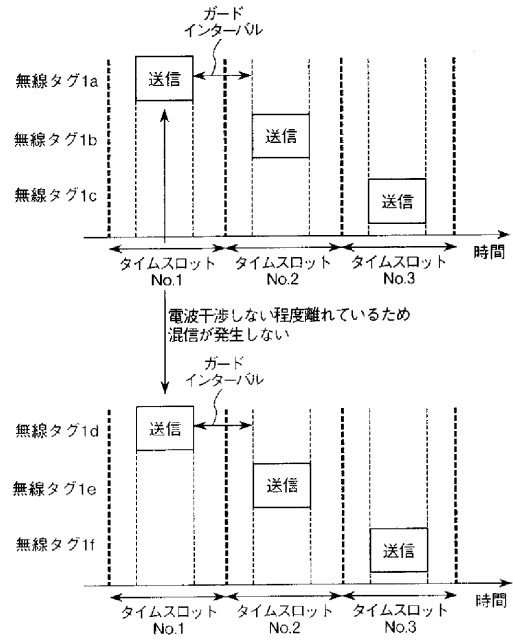 ガード
インターバル
無線タグ1a
送信
無線タグ1b
送信
無線タグ1c
送信
時間
タイムスロット
No.1
タイムスロット
No.2
タイムスロット
No.3
電波干渉しない程度離れているため
混信が発生しない
ガード
インターバル
無線タグ1d
送信
無線タグ1e
送信
無線タグ1f
送信
時間
タイムスロット
No.1
タイムスロット
No.2
タイムスロット
No.3